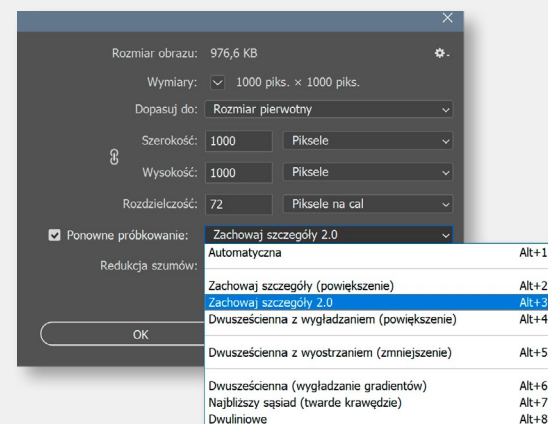 Rozmiar obrazu: 976,6 KB
Wymiary: 1000 piks. × 1000 piks.
Dopasuj do: Rozmiar pierwotny
Szerokość: 1000 Piksele
Wysokość: 1000 Piksele
Rozdzielczość: 72 Piksele na cal
Ponowne próbkowanie: Zachowaj szczegóły 2.0
Redukcja szumów:
OK
Automatyczna Alt+1
Zachowaj szczegóły (powiększenie) Alt+2
Zachowaj szczegóły 2.0 Alt+3
Dwusześcienna z wygładzaniem (powiększenie) Alt+4
Dwusześcienna z wyostrzaniem (zmniejszenie) Alt+5
Dwusześcienna (wygładzanie gradientów) Alt+6
Najbliższy sąsiad (twarde krawędzie) Alt+7
Dwuliniowe Alt+8